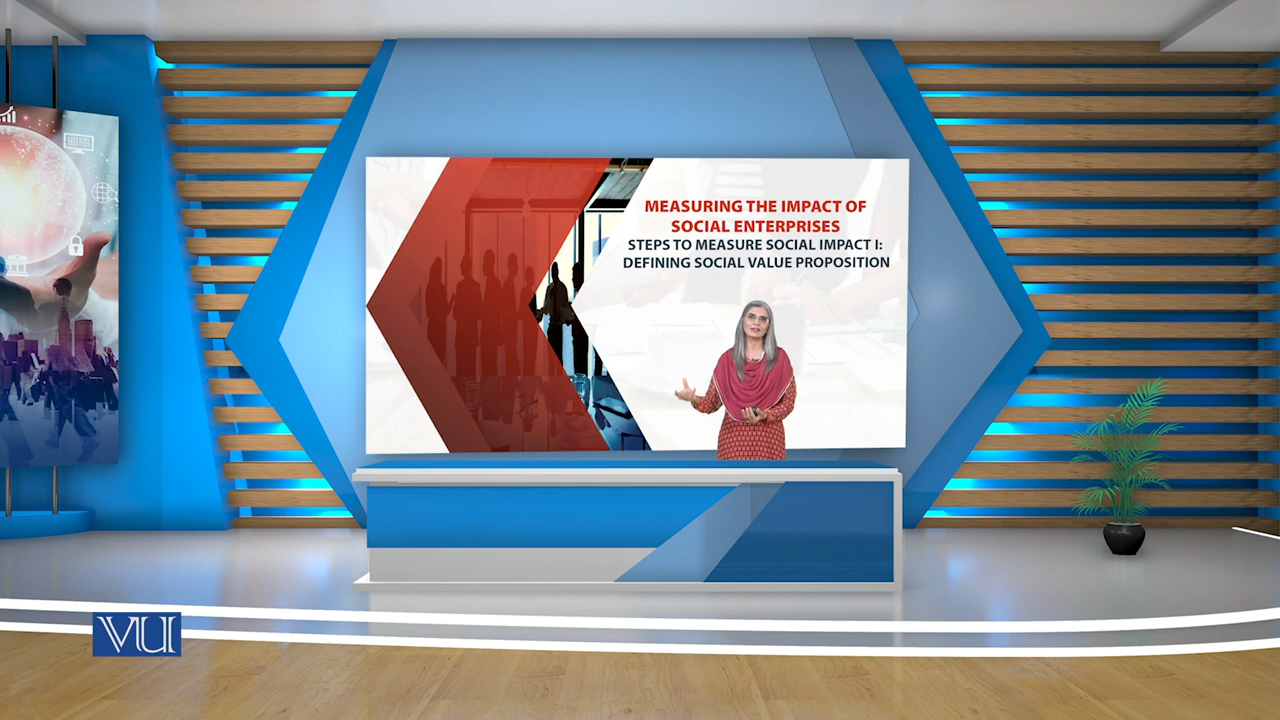 MEASURING THE IMPACT OF
SOCIAL ENTERPRISES
STEPS TO MEASURE SOCIAL IMPACT I:
DEFINING SOCIAL VALUE PROPOSITION
VU